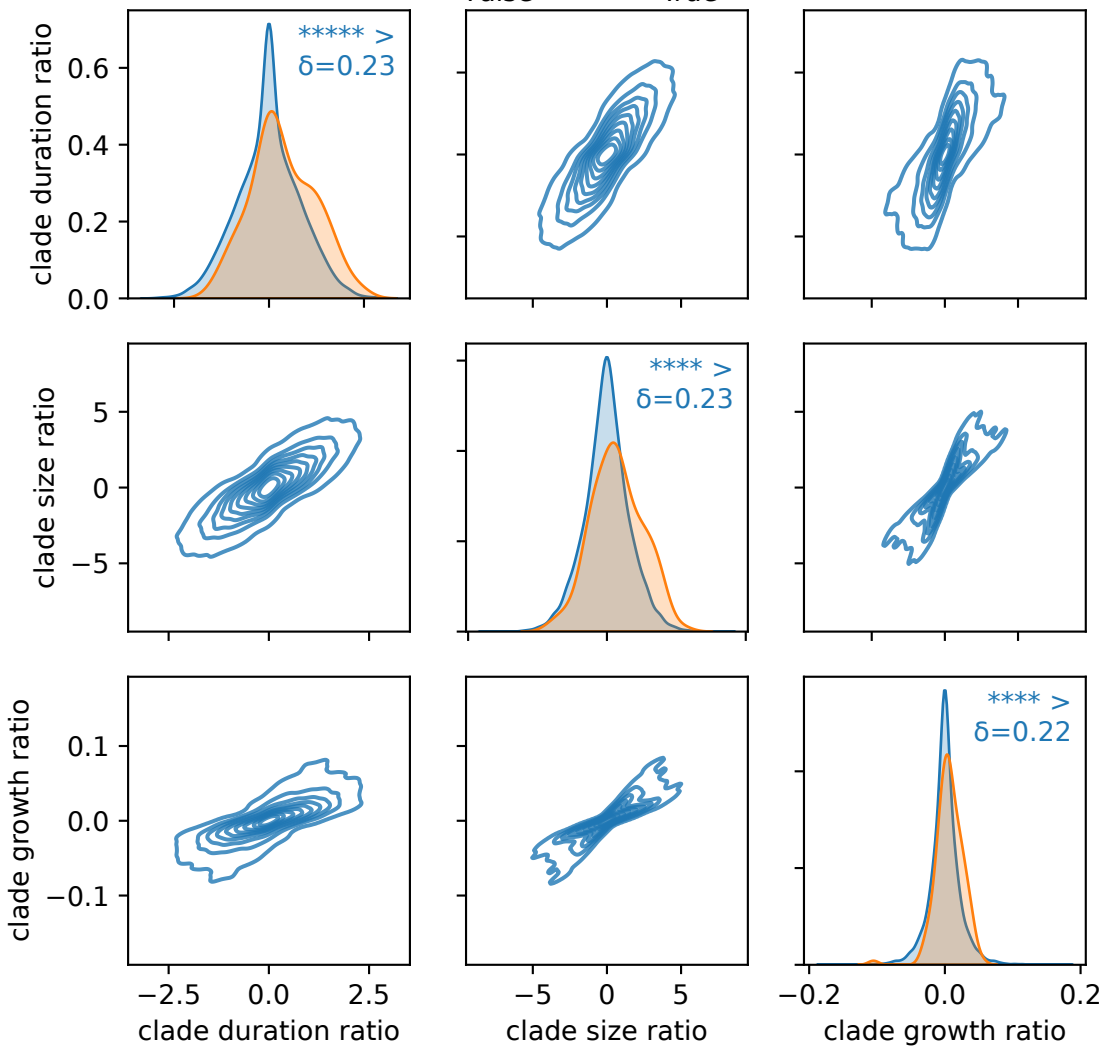 ***** >
δ=0.23
clade duration ratio
0.6
0.4
0.2
0.0
**** >
δ=0.23
clade size ratio
5
0
−5
**** >
δ=0.22
clade growth ratio
0.1
0.0
−0.1
−2.5 0.0 2.5
clade duration ratio
−5 0 5
clade size ratio
−0.2 0.0 0.2
clade growth ratio